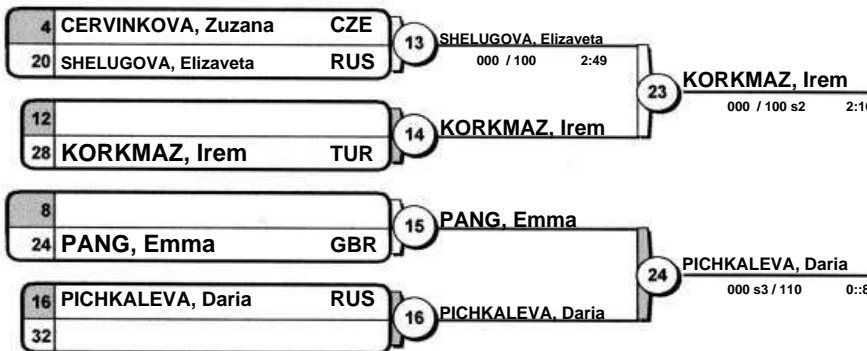 4 CERVINKOVA, Zuzana CZE
20 SHELUGOVA, Elizaveta RUS
13 SHELUGOVA, Elizaveta
000 / 100 2:49
12
28 KORKMAZ, Irem TUR
14 KORKMAZ, Irem
23 KORKMAZ, Irem
000 / 100 s2
8
24 PANG, Emma GBR
15 PANG, Emma
16 PICHKALEVA, Daria RUS
32
16 PICHKALEVA, Daria
24 PICHKALEVA, Daria
000 s3 / 110